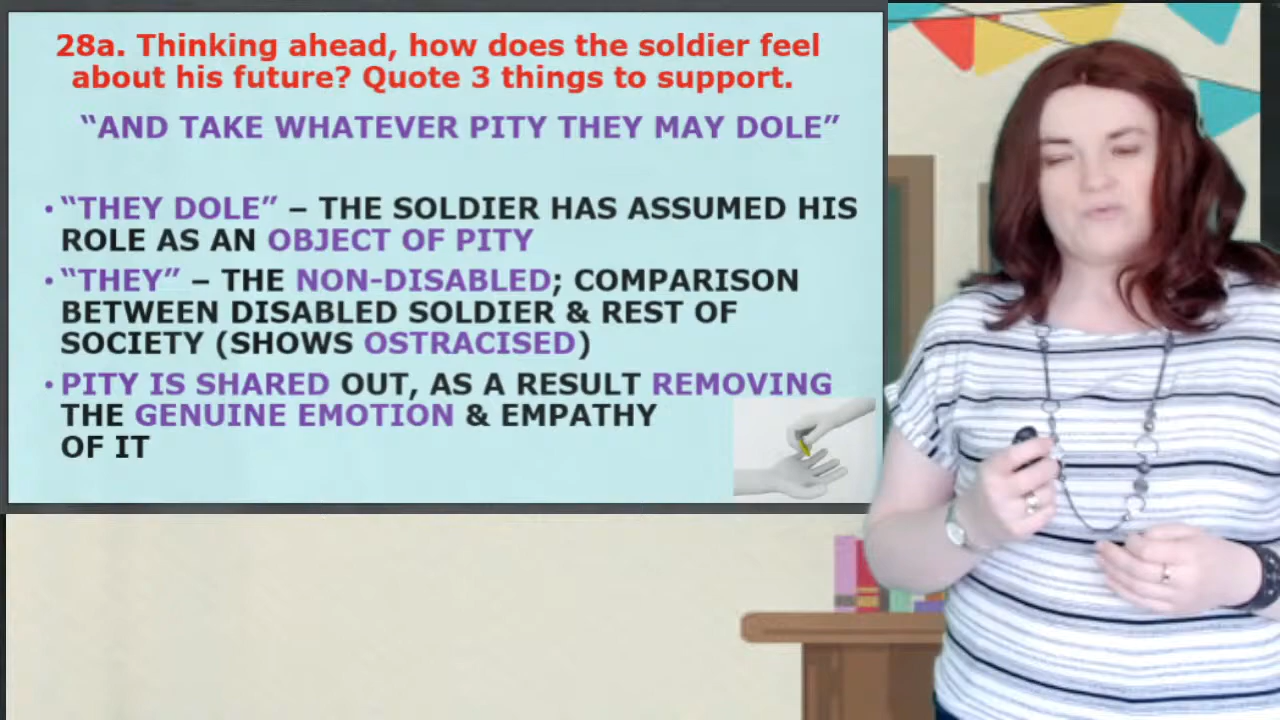 28a. Thinking ahead, how does the soldier feel
about his future? Quote 3 things to support.
“AND TAKE WHATEVER PITY THEY MAY DOLE”
• “THEY DOLE” – THE SOLDIER HAS ASSUMED HIS
ROLE AS AN OBJECT OF PITY
• “THEY” – THE NON-DISABLED; COMPARISON
BETWEEN DISABLED SOLDIER & REST OF
SOCIETY (SHOWS OSTRACISED)
• PITY IS SHARED OUT, AS A RESULT REMOVING
THE GENUINE EMOTION & EMPATHY
OF IT